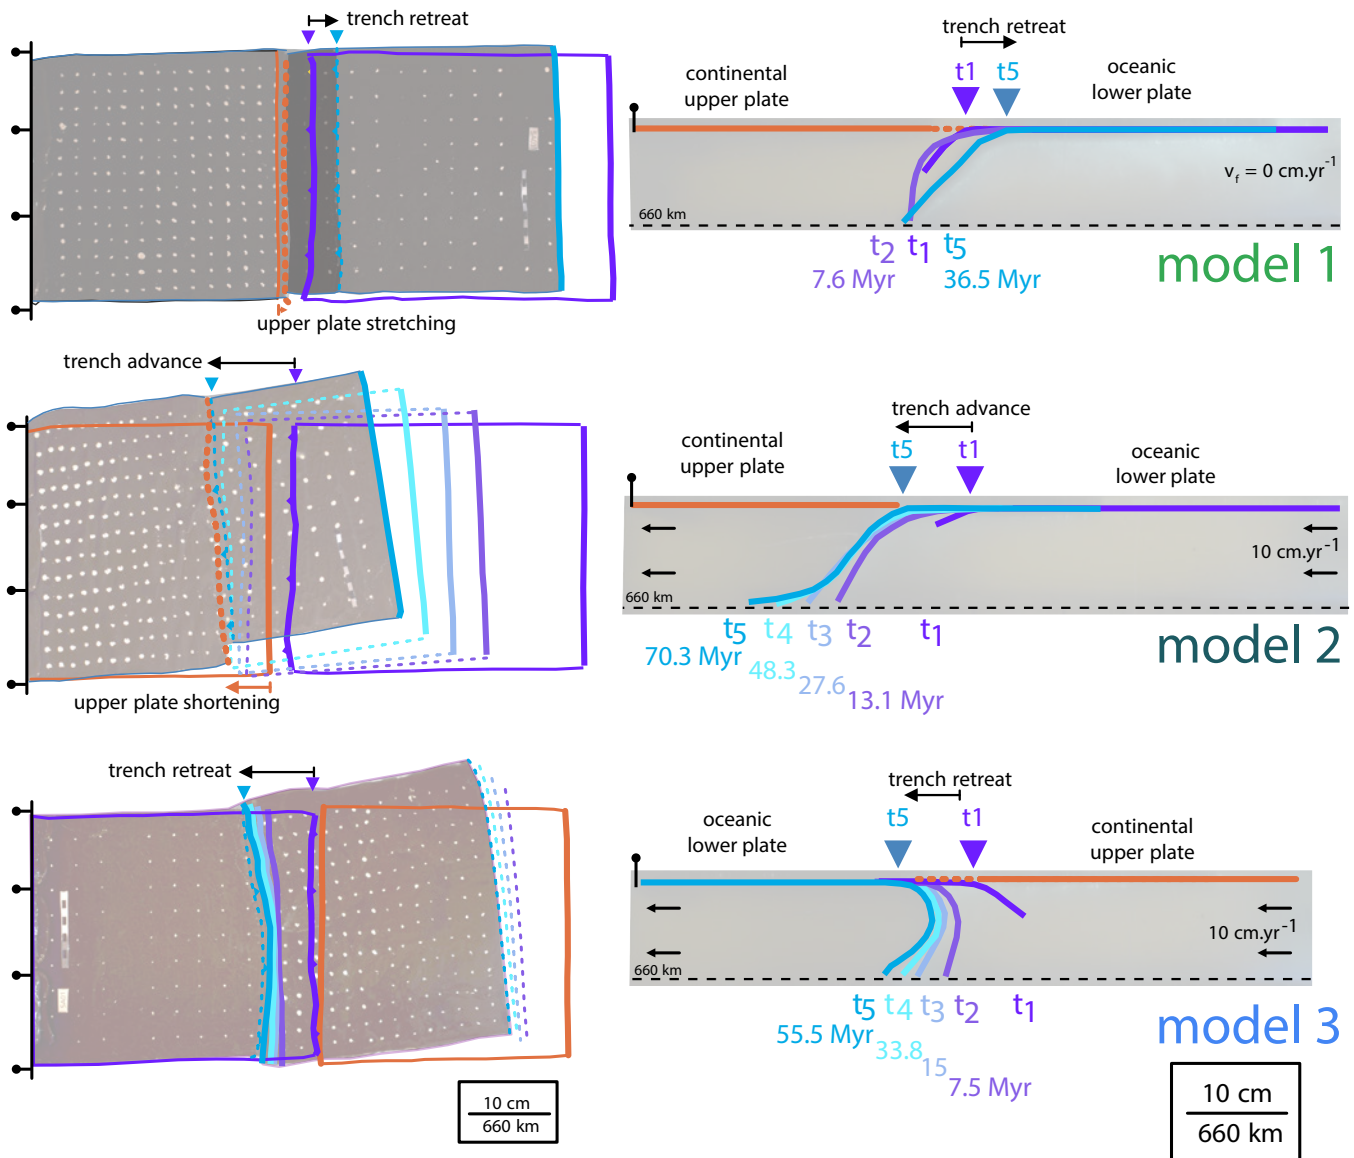 trench retreat
upper plate stretching
trench retreat
t1
t5
continental
upper plate
oceanic
lower plate
v_f = 0 cm.yr⁻¹
660 km
t2
t1
t5
7.6 Myr
36.5 Myr
model 1
trench advance
upper plate shortening
trench advance
t5
t1
continental
upper plate
oceanic
lower plate
10 cm.yr⁻¹
660 km
t5
t4
t3
t2
t1
70.3 Myr
48.3
27.6
13.1 Myr
model 2
trench retreat
10 cm
660 km
trench retreat
t5
t1
oceanic
lower plate
continental
upper plate
10 cm.yr⁻¹
660 km
t5
t4
t3
t2
t1
55.5 Myr
33.8
15
7.5 Myr
model 3
10 cm
660 km